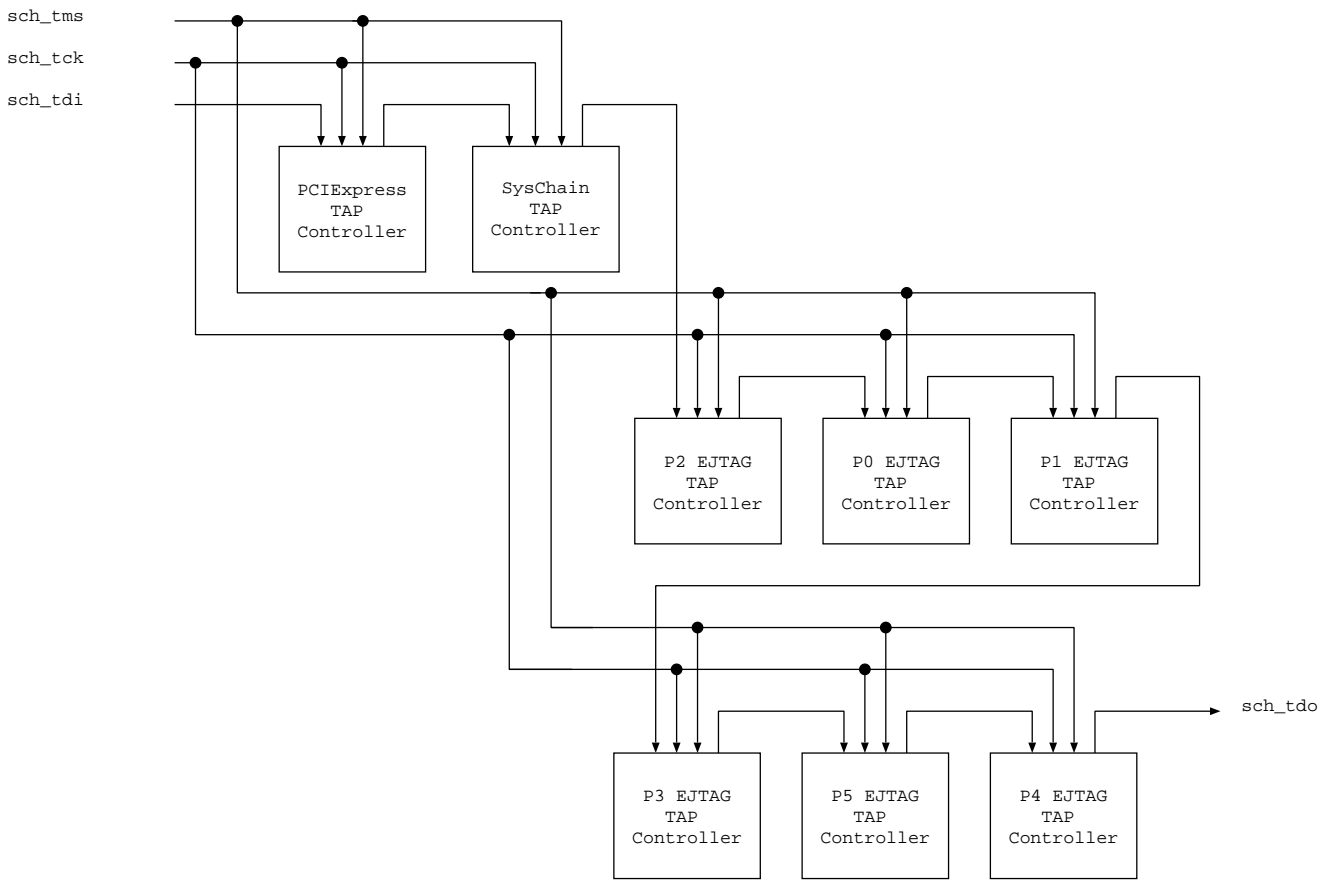 sch_tms
sch_tck
sch_tdi
PCIExpress
TAP
Controller
SysChain
TAP
Controller
P2 EJTAG
TAP
Controller
P0 EJTAG
TAP
Controller
P1 EJTAG
TAP
Controller
sch_tdo
P3 EJTAG
TAP
Controller
P5 EJTAG
TAP
Controller
P4 EJTAG
TAP
Controller